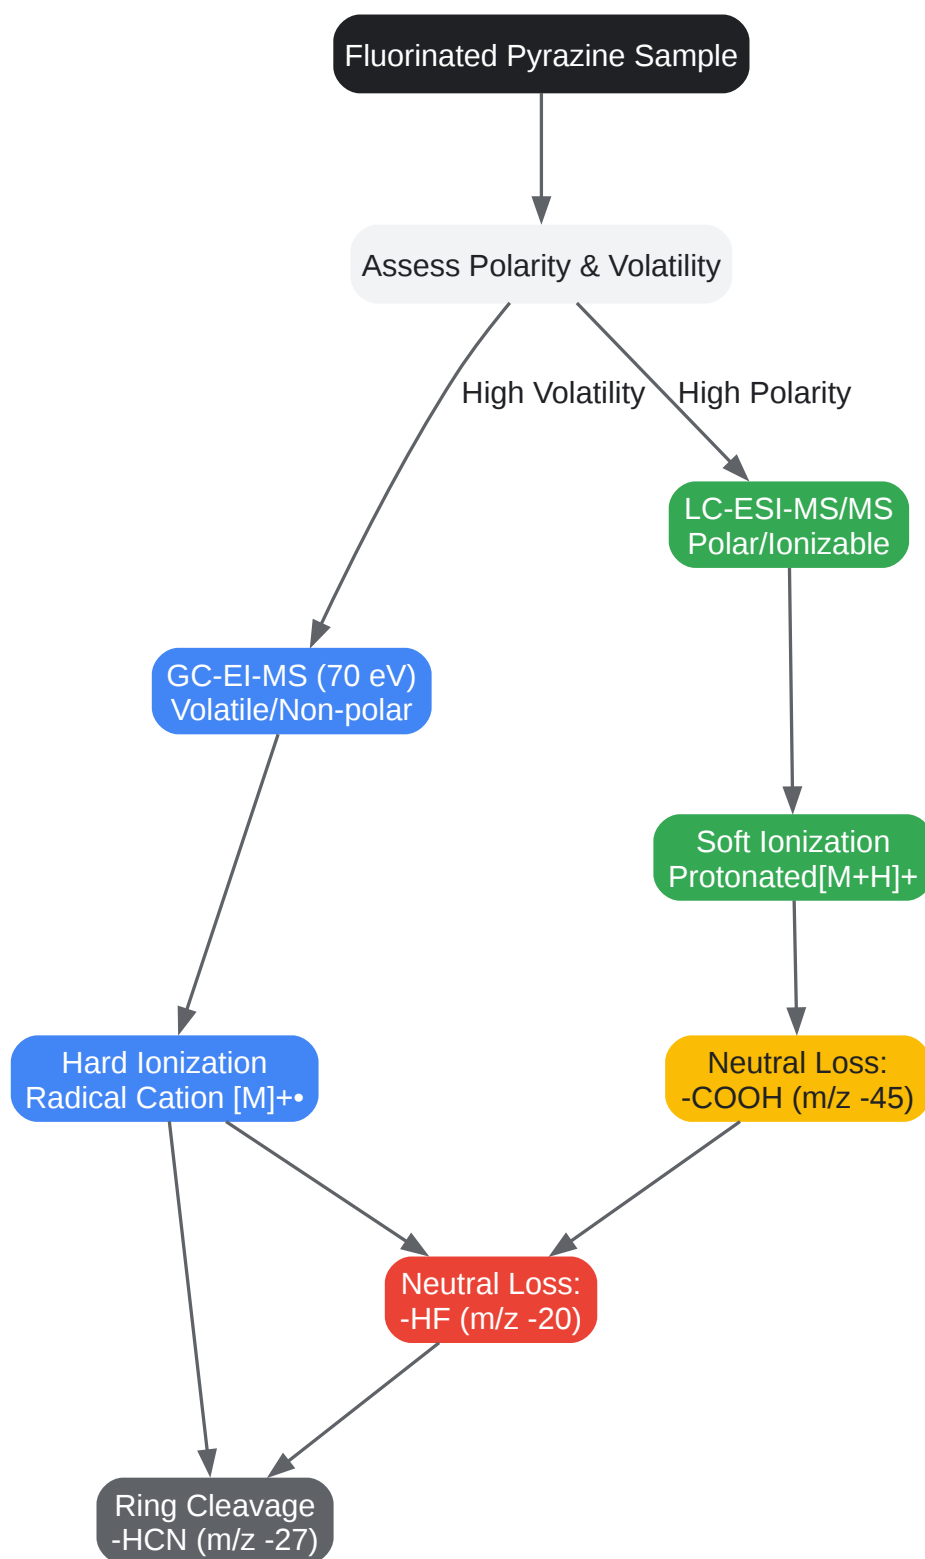 Fluorinated Pyrazine Sample
Assess Polarity & Volatility
High Volatility
High Polarity
LC-ESI-MS/MS
Polar/Ionizable
GC-EI-MS (70 eV)
Volatile/Non-polar
Soft Ionization
Protonated[M+H]+
Hard Ionization
Radical Cation [M]+•
Neutral Loss:
-COOH (m/z -45)
Neutral Loss:
-HF (m/z -20)
Ring Cleavage
-HCN (m/z -27)